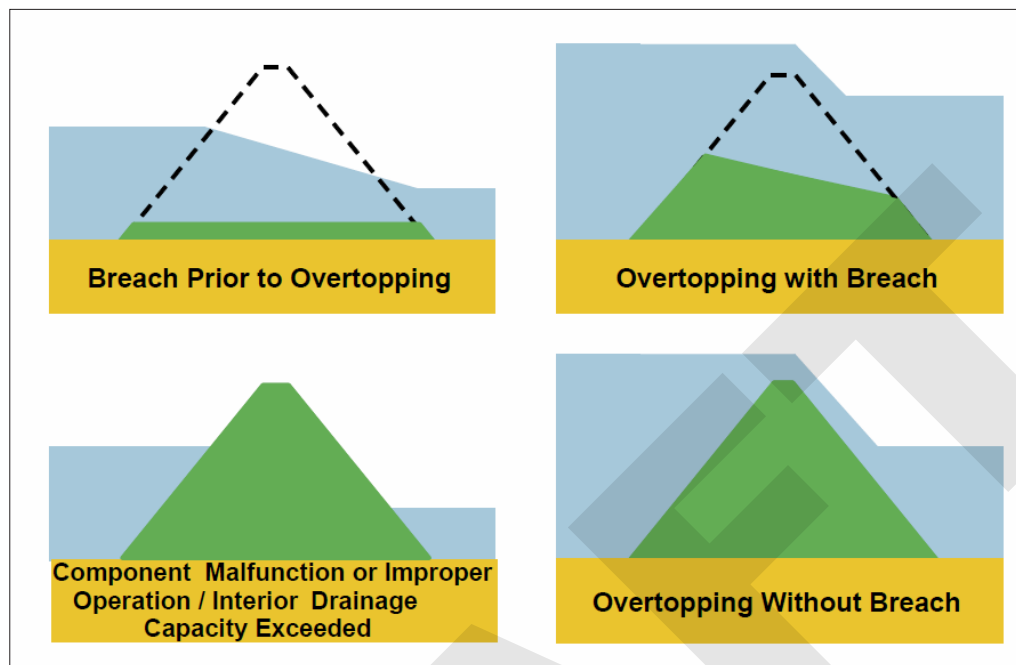 Breach Prior to Overtopping
Overtopping with Breach
Component Malfunction or Improper
Operation / Interior Drainage
Capacity Exceeded
Overtopping Without Breach